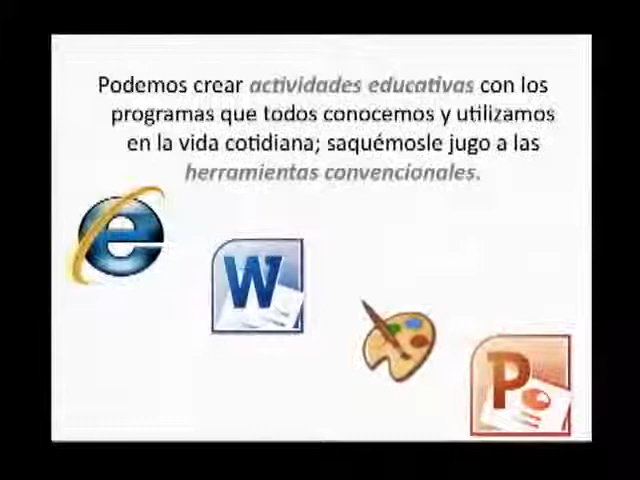 Podemos crear actividades educativas con los
programas que todos conocemos y utilizamos
en la vida cotidiana; saquémosle jugo a las
herramientas convencionales.
e
W
P